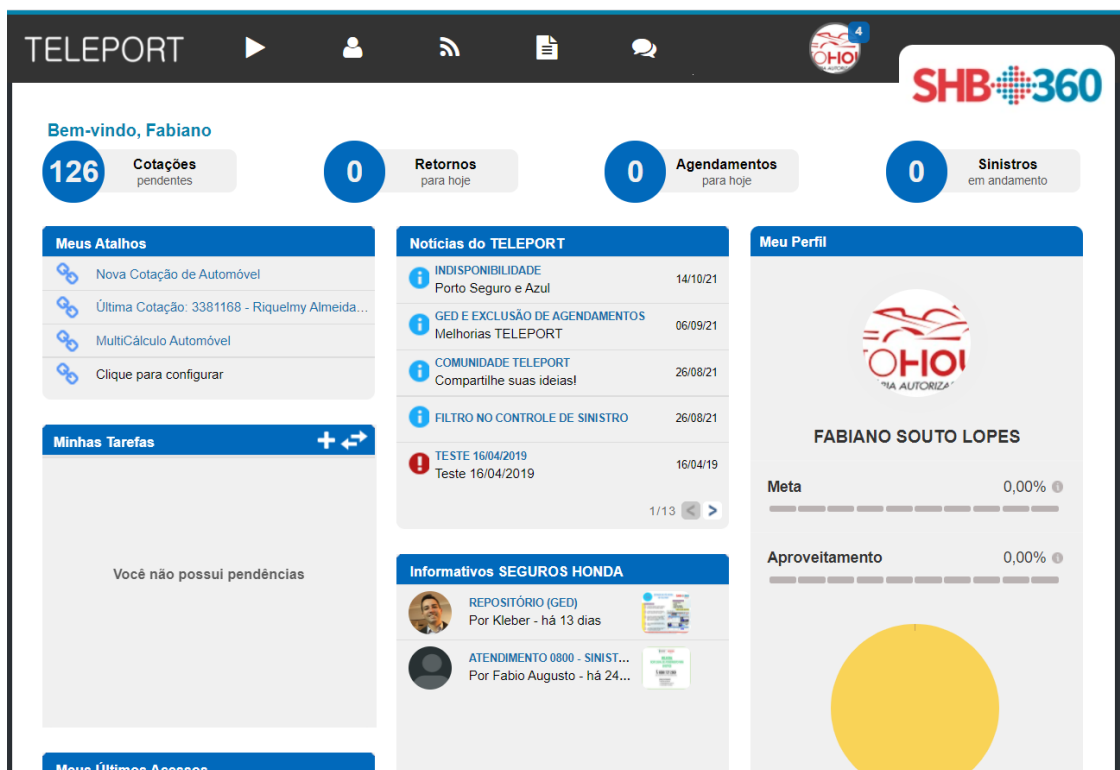 TELEPORT
4
SHB 360
Bem-vindo, Fabiano
126
Cotações
pendentes
0
Retornos
para hoje
0
Agendamentos
para hoje
0
Sinistros
em andamento
Meus Atalhos
Nova Cotação de Automóvel
Última Cotação: 3381168 - Riquelmy Almeida...
MultiCálculo Automóvel
Clique para configurar
Minhas Tarefas
Você não possui pendências
Meus Últimos Acessos
Notícias do TELEPORT
INDISPONIBILIDADE
Porto Seguro e Azul
14/10/21
GED E EXCLUSÃO DE AGENDAMENTOS
Melhorias TELEPORT
06/09/21
COMUNIDADE TELEPORT
Compartilhe suas ideias!
26/08/21
FILTRO NO CONTROLE DE SINISTRO
26/08/21
TESTE 16/04/2019
Teste 16/04/2019
16/04/19
1/13 < >
Informativos SEGUROS HONDA
REPOSITÓRIO (GED)
Por Kleber - há 13 dias
ATENDIMENTO 0800 - SINIST...
Por Fabio Augusto - há 24...
Meu Perfil
FABIANO SOUTO LOPES
Meta
0,00%
Aproveitamento
0,00%